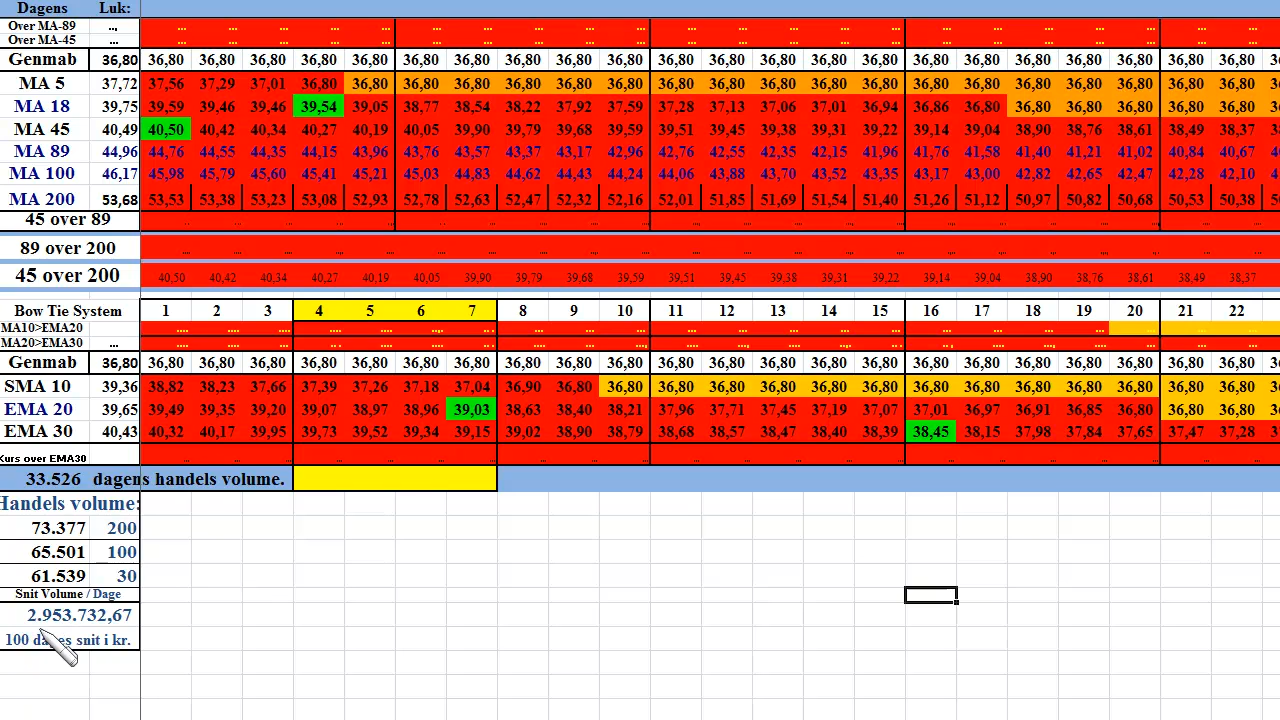 Dagens Luk:
Over MA-89 ... ... ... ... ... ... ... ... ... ... ... ... ... ... ... ... ... ... ... ... ... ... ...
Over MA-45 ... ... ... ... ... ... ... ... ... ... ... ... ... ... ... ... ... ... ... ... ... ... ...
Genmab 36,80 36,80 36,80 36,80 36,80 36,80 36,80 36,80 36,80 36,80 36,80 36,80 36,80 36,80 36,80 36,80 36,80 36,80 36,80 36,80 36,80 36,80 36,80 3
MA 5 37,72 37,56 37,29 37,01 36,80 36,80 36,80 36,80 36,80 36,80 36,80 36,80 36,80 36,80 36,80 36,80 36,80 36,80 36,80 36,80 36,80 36,80 36,80 3
MA 18 39,75 39,59 39,46 39,46 39,54 39,05 38,77 38,54 38,22 37,92 37,59 37,28 37,13 37,06 37,01 36,94 36,86 36,80 36,80 36,80 36,80 36,80 36,80 3
MA 45 40,49 40,50 40,42 40,34 40,27 40,19 40,05 39,90 39,79 39,68 39,59 39,51 39,45 39,38 39,31 39,22 39,14 39,04 38,90 38,76 38,61 38,49 38,37 3
MA 89 44,96 44,76 44,55 44,35 44,15 43,96 43,76 43,57 43,37 43,17 42,96 42,76 42,55 42,35 42,15 41,96 41,76 41,58 41,40 41,21 41,02 40,84 40,67 4
MA 100 46,17 45,98 45,79 45,60 45,41 45,21 45,03 44,83 44,62 44,43 44,24 44,06 43,88 43,70 43,52 43,35 43,17 43,00 42,82 42,65 42,47 42,28 42,10 4
MA 200 53,68 53,53 53,38 53,23 53,08 52,93 52,78 52,63 52,47 52,32 52,16 52,01 51,85 51,69 51,54 51,40 51,26 51,12 50,97 50,82 50,68 50,53 50,38 50
45 over 89
89 over 200
45 over 200 40,50 40,42 40,34 40,27 40,19 40,05 39,90 39,79 39,68 39,59 39,51 39,45 39,38 39,31 39,22 39,14 39,04 38,90 38,76 38,61 38,49 38,37
Bow Tie System 1 2 3 4 5 6 7 8 9 10 11 12 13 14 15 16 17 18 19 20 21 22
MA10>EMA20
MA20>EMA30 ...
Genmab 36,80 36,80 36,80 36,80 36,80 36,80 36,80 36,80 36,80 36,80 36,80 36,80 36,80 36,80 36,80 36,80 36,80 36,80 36,80 36,80 36,80 36,80 36,80 3
SMA 10 39,36 38,82 38,23 37,66 37,39 37,26 37,18 37,04 36,90 36,80 36,80 36,80 36,80 36,80 36,80 36,80 36,80 36,80 36,80 36,80 36,80 36,80 36,80 3
EMA 20 39,65 39,49 39,35 39,20 39,07 38,97 38,96 39,03 38,63 38,40 38,21 37,96 37,71 37,45 37,19 37,07 37,01 36,97 36,91 36,85 36,80 36,80 36,80 3
EMA 30 40,43 40,32 40,17 39,95 39,73 39,52 39,34 39,15 39,02 38,90 38,79 38,68 38,57 38,47 38,40 38,39 38,45 38,15 37,98 37,84 37,65 37,47 37,28 3
Kurs over EMA30
33.526 dagens handels volume.
Handels volume:
73.377 200
65.501 100
61.539 30
Snit Volume / Dage
2.953.732,67
100 dages snit i kr.